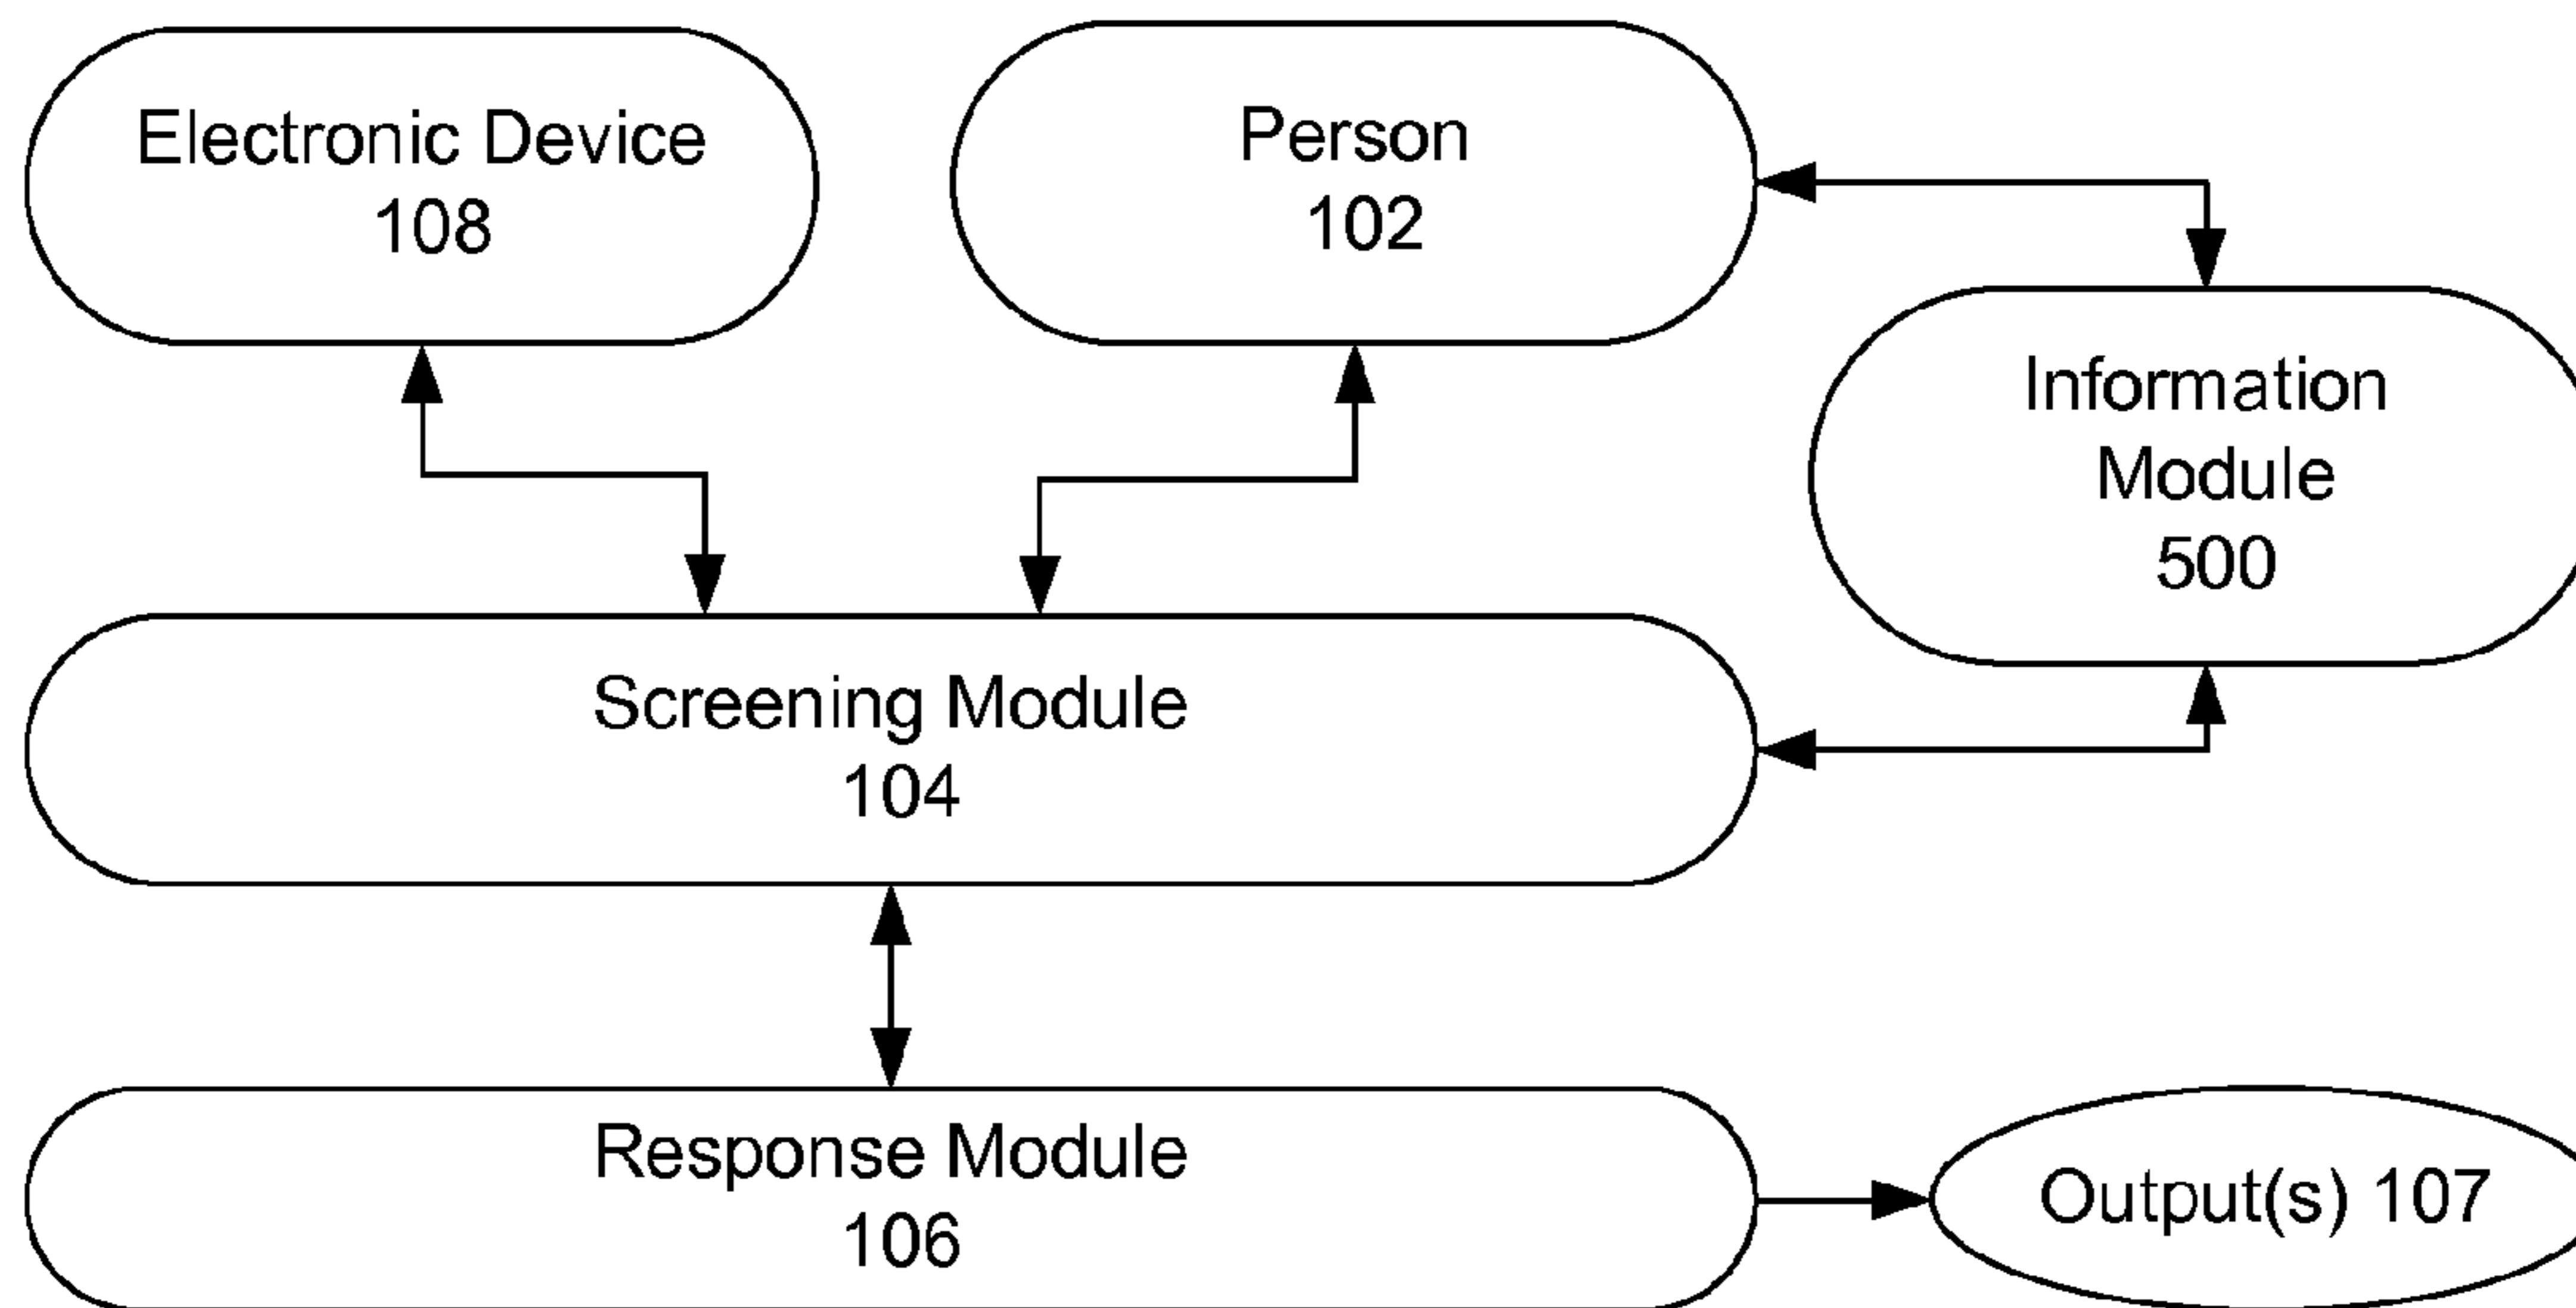 Electronic Device
108
Person
102
Information
Module
500
Screening Module
104
Response Module
106
Output(s) 107